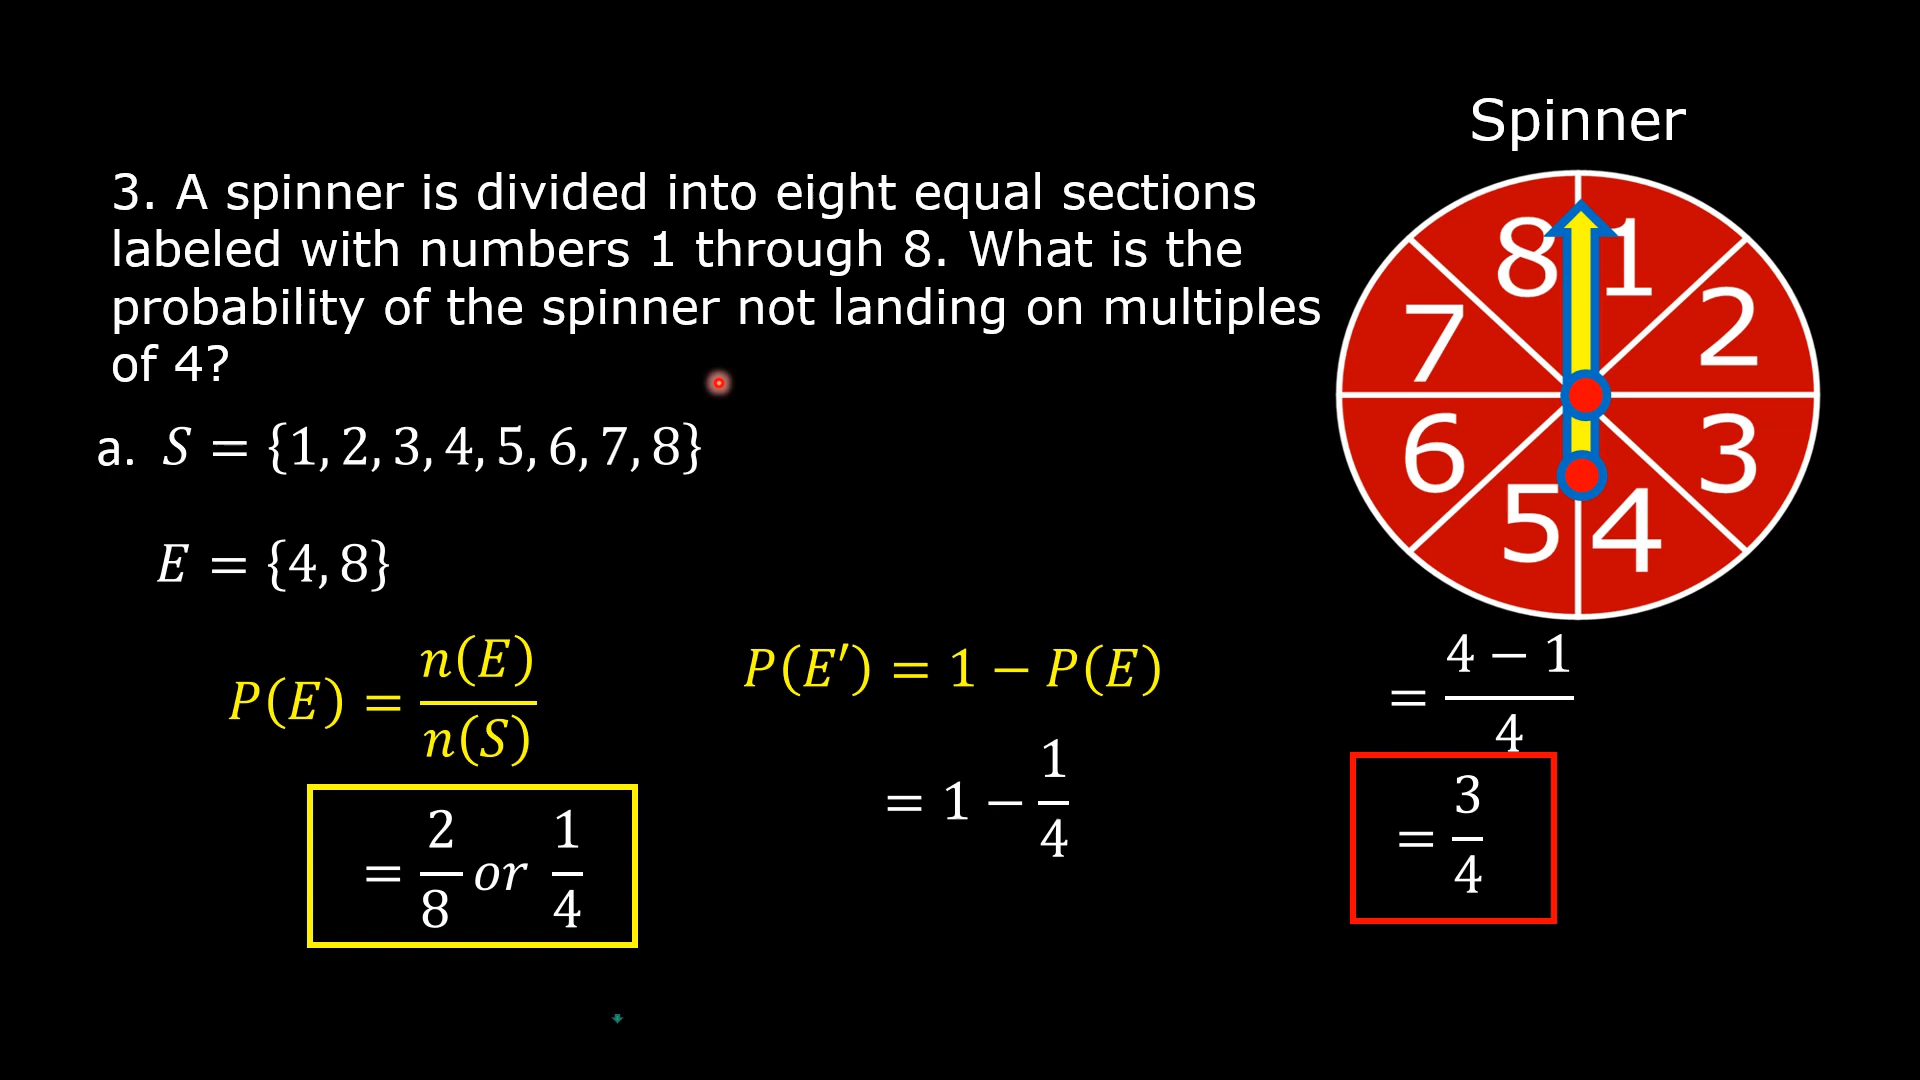 Spinner
3. A spinner is divided into eight equal sections
labeled with numbers 1 through 8. What is the
probability of the spinner not landing on multiples
of 4?
a. S = {1, 2, 3, 4, 5, 6, 7, 8}
E = {4, 8}
P(E) = n(E)/n(S)
= 2/8 or 1/4
P(E′) = 1 − P(E)
= 1 − 1/4
= (4 − 1)/4
= 3/4
8 1
7 2
6 3
5 4